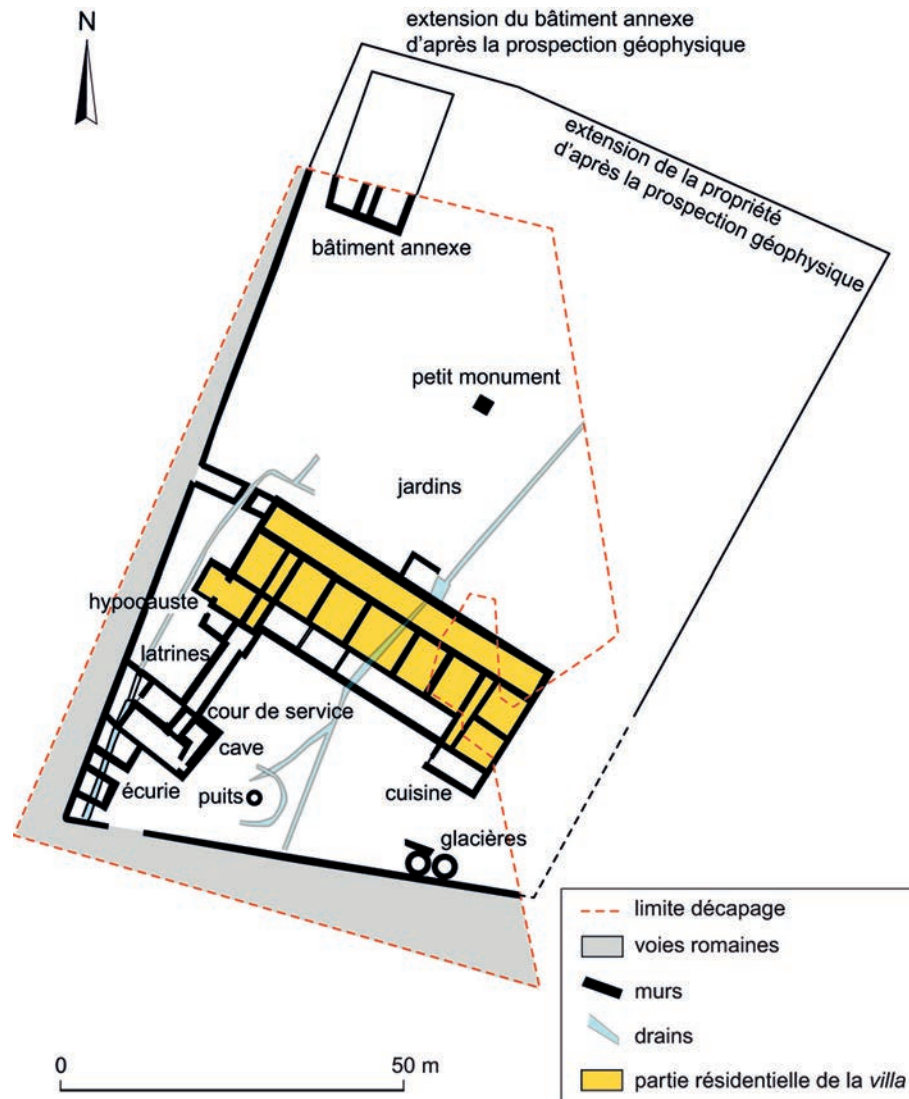 N
extension du bâtiment annexe
d'après la prospection géophysique
extension de la propriété
d'après la prospection géophysique
bâtiment annexe
petit monument
jardins
hypocauste
latrines
cour de service
cave
écurie
puits
cuisine
glacières
limite décapage
voies romaines
murs
drains
partie résidentielle de la villa
0
50 m